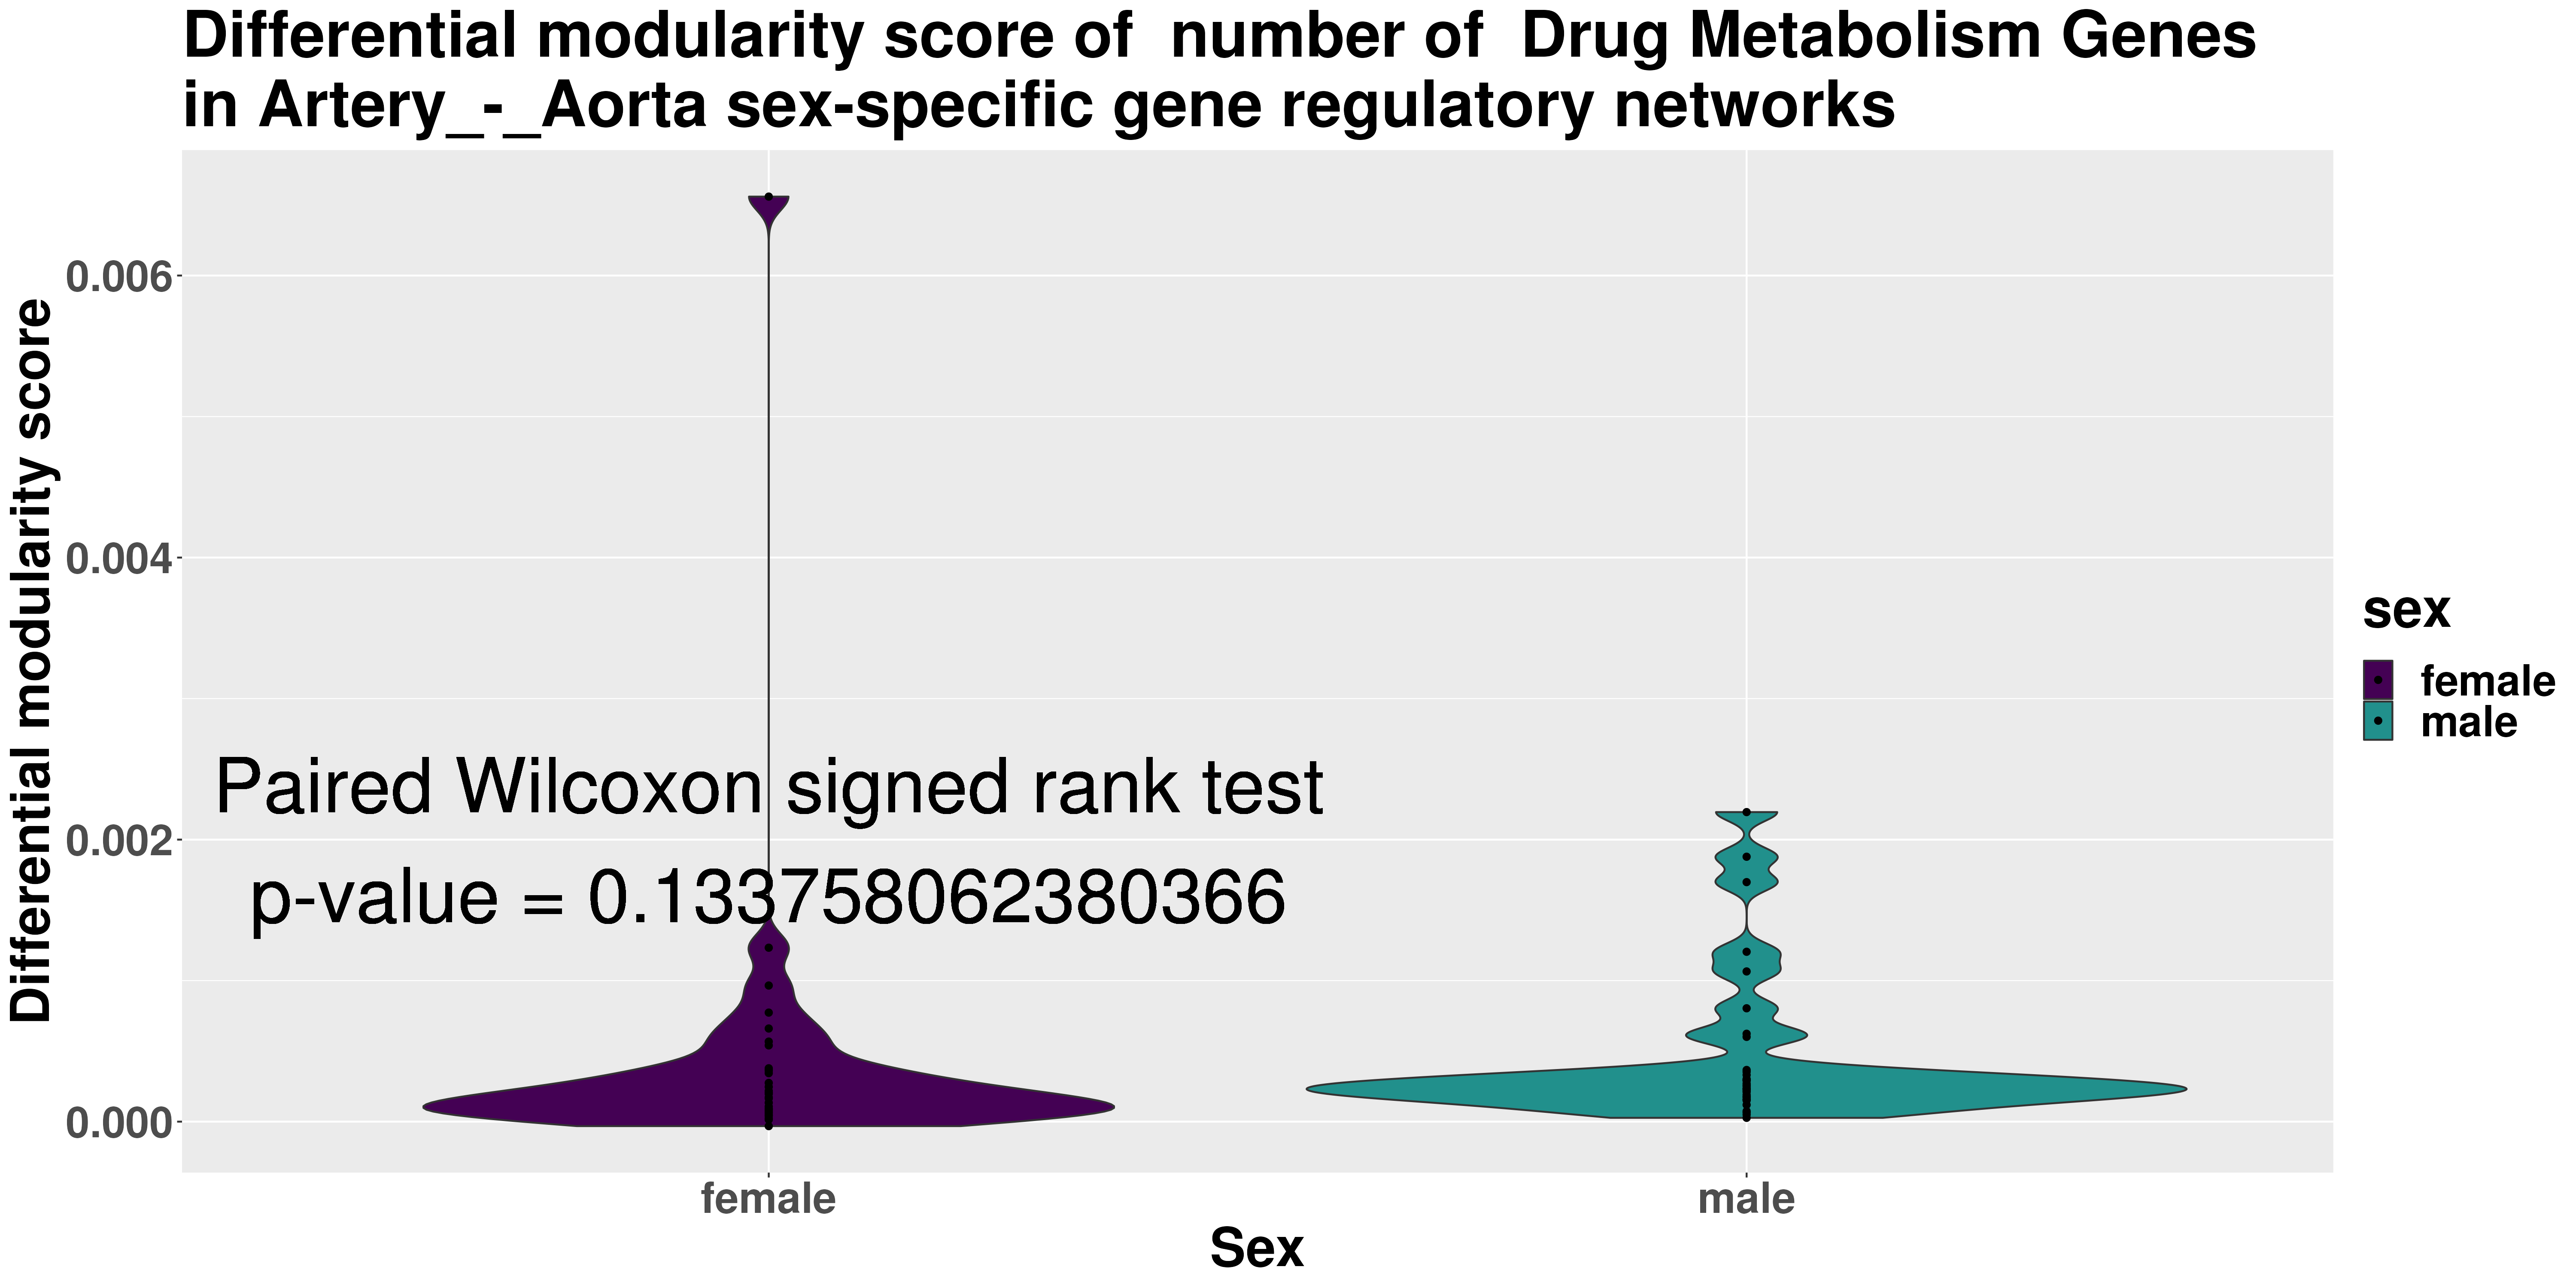 Differential modularity score of  number of  Drug Metabolism Genes
in Artery_-_Aorta sex-specific gene regulatory networks
Differential modularity score
0.006
0.004
0.002
0.000
Paired Wilcoxon signed rank test
p-value = 0.133758062380366
female
male
Sex
sex
female
male